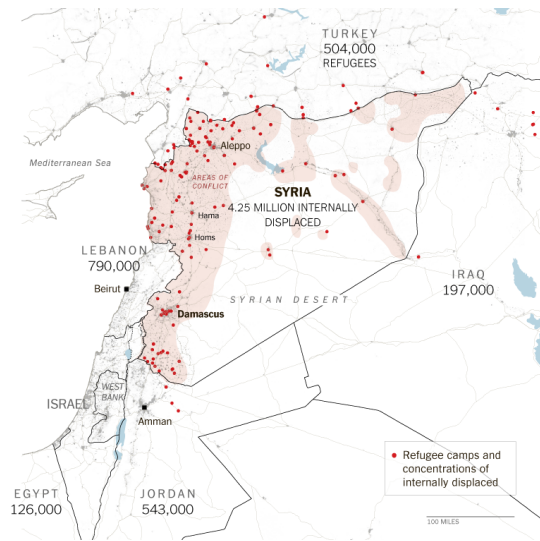 TURKEY
504,000
REFUGEES
Mediterranean Sea
Aleppo
AREAS OF
CONFLICT
SYRIA
4.25 MILLION INTERNALLY
DISPLACED
Hama
Homs
LEBANON
790,000
Beirut
SYRIAN DESERT
IRAQ
197,000
Damascus
WEST
BANK
ISRAEL
Amman
EGYPT
126,000
JORDAN
543,000
Refugee camps and
concentrations of
internally displaced
100 MILES